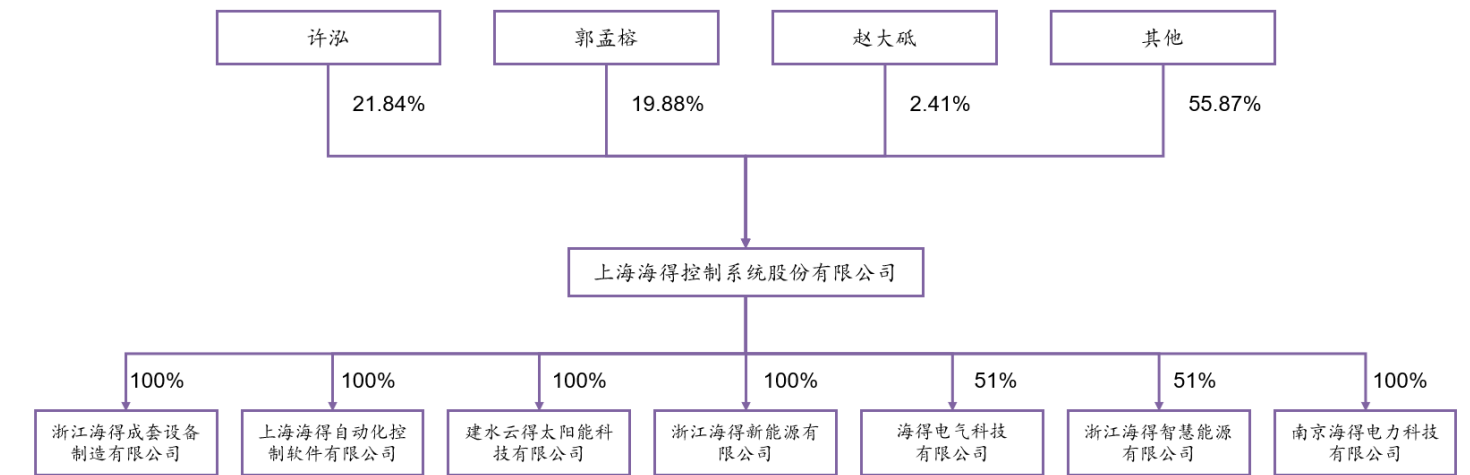 许泓
郭孟榕
赵大砥
其他
21.84%
19.88%
2.41%
55.87%
上海海得控制系统股份有限公司
100%
100%
100%
100%
51%
51%
100%
浙江海得成套设备
制造有限公司
上海海得自动化控
制软件有限公司
建水云得太阳能科
技有限公司
浙江海得新能源有
限公司
海得电气科技
有限公司
浙江海得智慧能源
有限公司
南京海得电力科技
有限公司